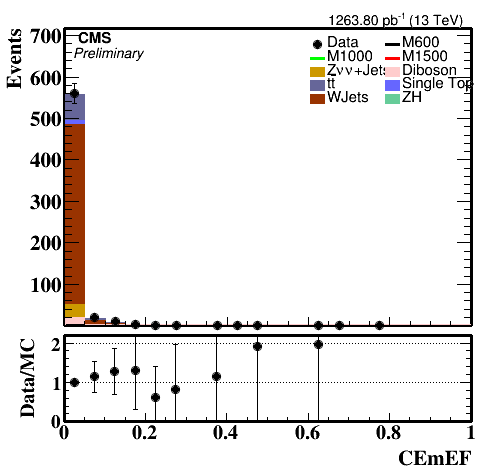 1263.80 pb⁻¹ (13 TeV)
CMS
Preliminary
Data
M600
M1000
M1500
Zνν+Jets
Diboson
tt
Single Top
WJets
ZH
Events
700
600
500
400
300
200
100
Data/MC
2
1
0
0
0.2
0.4
0.6
0.8
1
CEmEF